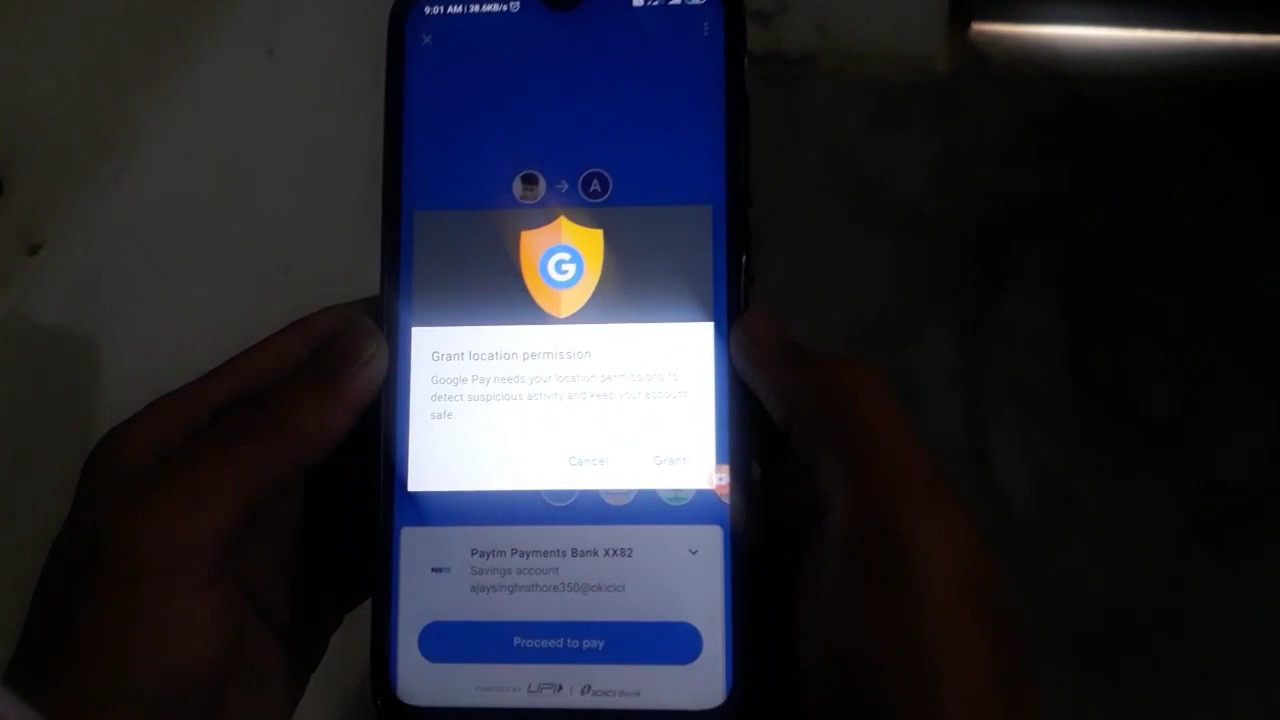 9:01 AM | 38.6KB/s
A
G
Grant location permission
Google Pay needs your location permissions to
detect suspicious activity and keep your account
safe.
Cancel Grant
Paytm Payments Bank XX82
Savings account
ajaysinghrathore350@okicici
Proceed to pay
POWERED BY UPI | ICICI Bank